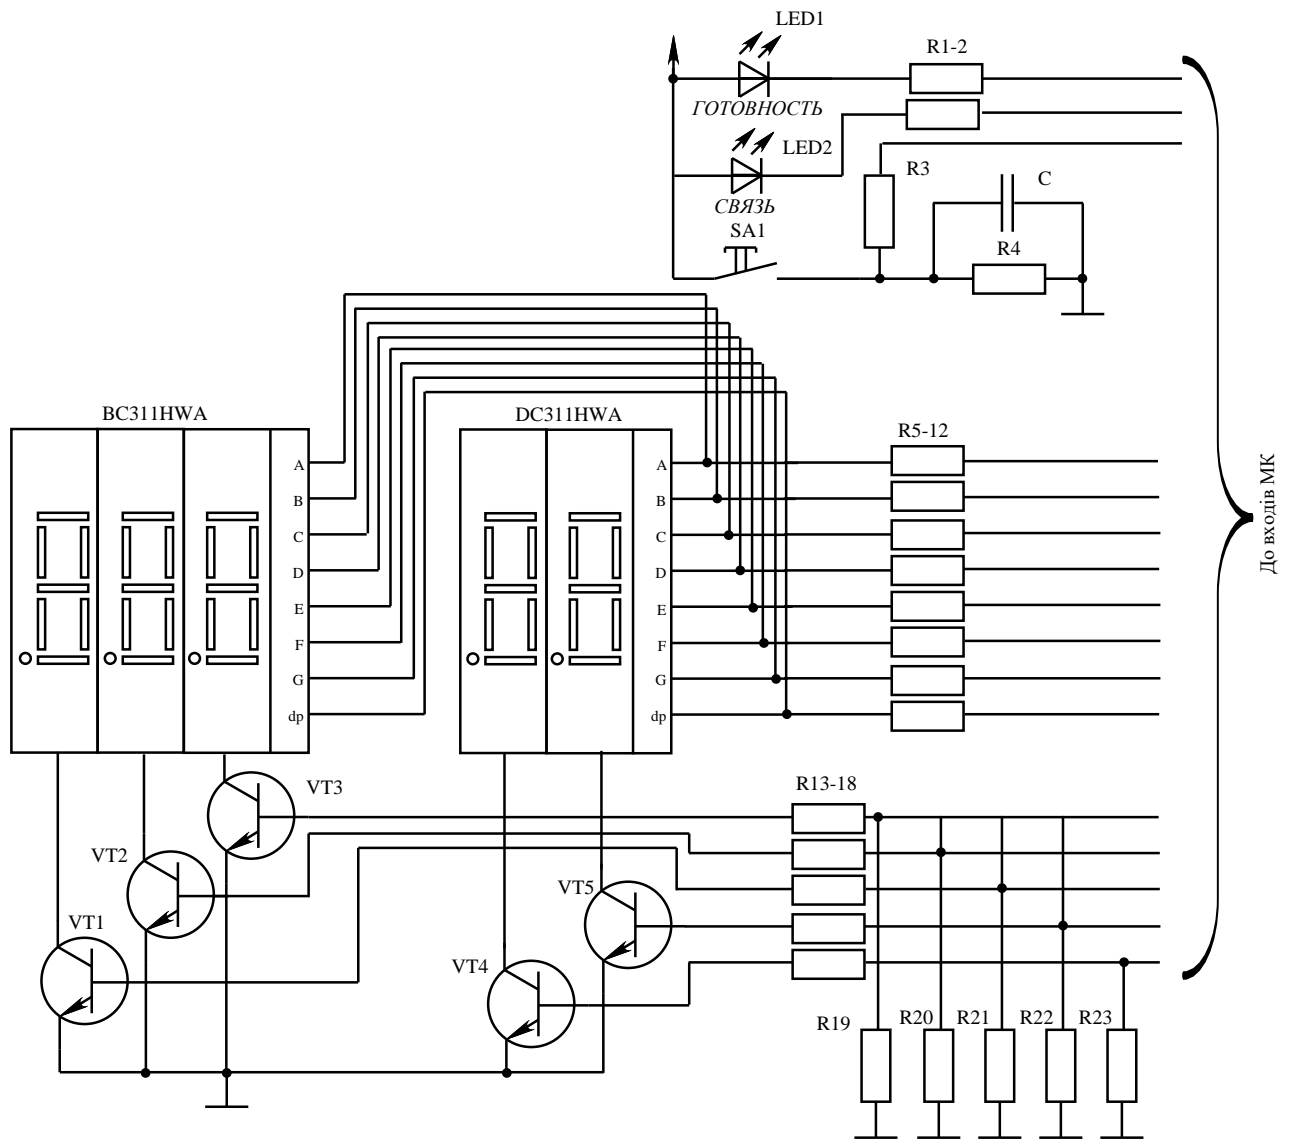 LED1
R1-2
ГОТОВНОСТЬ
LED2
R3
C
СВЯЗЬ
SA1
R4
BC311HWA
DC311HWA
R5-12
A
B
C
D
E
F
G
dp
A
B
C
D
E
F
G
dp
До входів МК
R13-18
VT3
VT2
VT5
VT1
VT4
R19
R20
R21
R22
R23